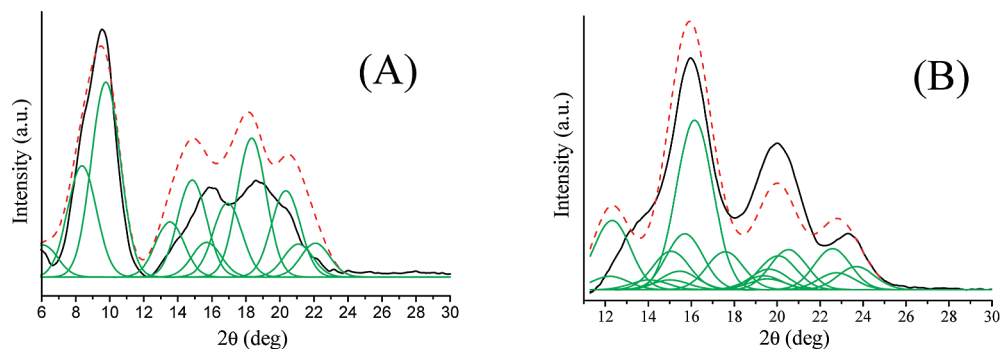 (A)
Intensity (a.u.)
6 8 10 12 14 16 18 20 22 24 26 28 30
2θ (deg)
(B)
Intensity (a.u.)
12 14 16 18 20 22 24 26 28 30
2θ (deg)